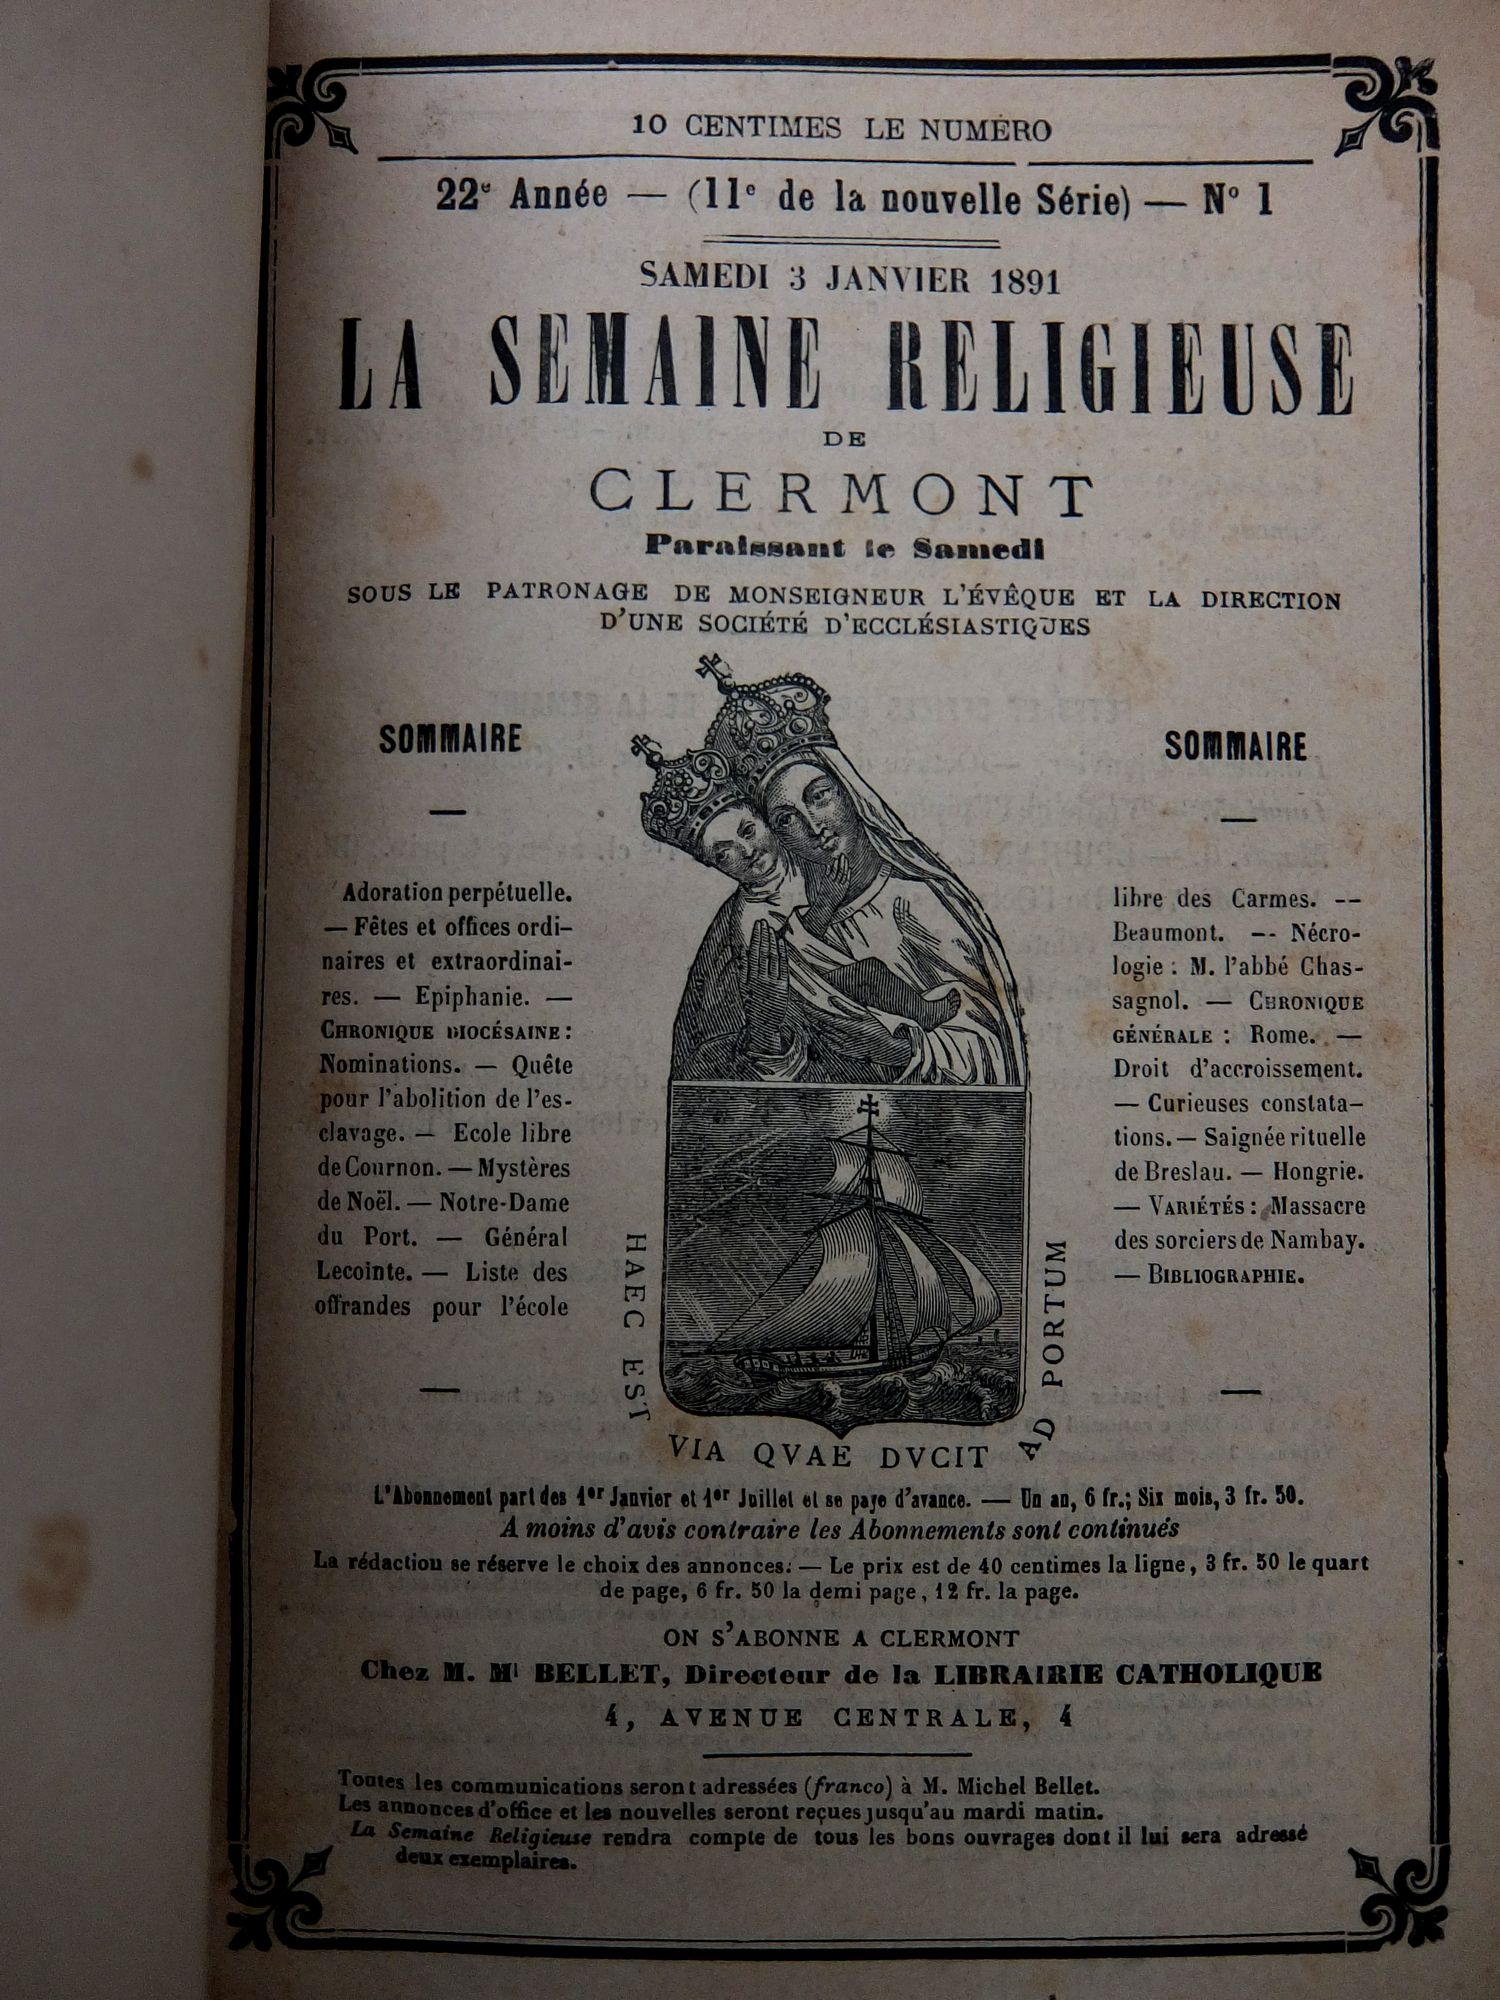 10 CENTIMES LE NUMÉRO
22e Année — (11e de la nouvelle Série) — No 1
SAMEDI 3 JANVIER 1891
LA SEMAINE RELIGIEUSE
DE
CLERMONT
Paraissant le Samedi
SOUS LE PATRONAGE DE MONSEIGNEUR L'ÉVÊQUE ET LA DIRECTION
D'UNE SOCIÉTÉ D'ECCLÉSIASTIQUES
SOMMAIRE
—
Adoration perpétuelle.
— Fêtes et offices ordi-
naires et extraordinai-
res. — Epiphanie. —
CHRONIQUE DIOCÉSAINE :
Nominations. — Quête
pour l'abolition de l'es-
clavage. — Ecole libre
de Cournon. — Mystères
de Noël. — Notre-Dame
du Port. — Général
Lecointe. — Liste des
offrandes pour l'école
—
SOMMAIRE
—
libre des Carmes. --
Beaumont. -- Nécro-
logie : M. l'abbé Chas-
sagnol. — CHRONIQUE
GÉNÉRALE : Rome. —
Droit d'accroissement.
— Curieuses constata-
tions. — Saignée rituelle
de Breslau. — Hongrie.
— VARIÉTÉS : Massacre
des sorciers de Nambay.
— BIBLIOGRAPHIE.
—
HAEC EST
VIA QVAE DVCIT
AD PORTUM
L'Abonnement part des 1er Janvier et 1er Juillet et se paye d'avance. — Un an, 6 fr.; Six mois, 3 fr. 50.
A moins d'avis contraire les Abonnements sont continués
La rédaction se réserve le choix des annonces. — Le prix est de 40 centimes la ligne, 3 fr. 50 le quart
de page, 6 fr. 50 la demi page, 12 fr. la page.
ON S'ABONNE A CLERMONT
Chez M. Ml BELLET, Directeur de la LIBRAIRIE CATHOLIQUE
4, AVENUE CENTRALE, 4
Toutes les communications seront adressées (franco) à M. Michel Bellet.
Les annonces d'office et les nouvelles seront reçues jusqu'au mardi matin.
La Semaine Religieuse rendra compte de tous les bons ouvrages dont il lui sera adressé
deux exemplaires.